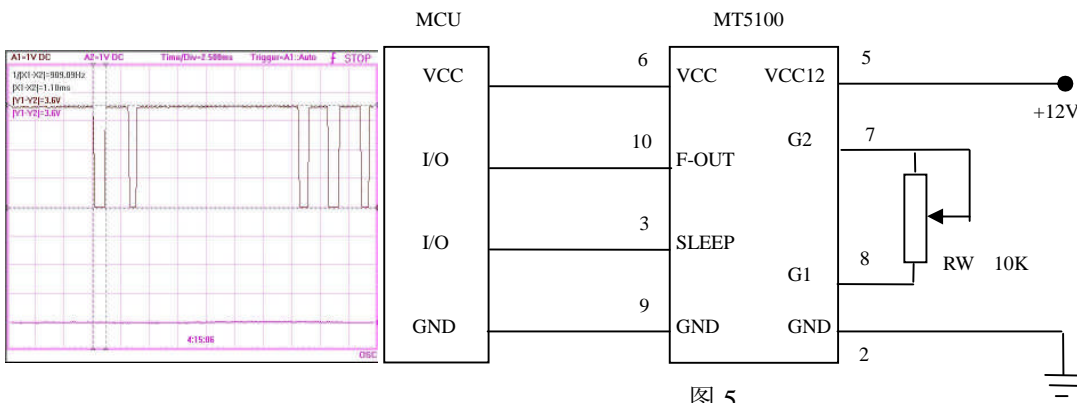 MCU
MT5100
A1=1V DC A2=1V DC Time/Div=2.500ms Trigger=A1:Auto STOP
1/|X1-X2|=909.09Hz
|X1-X2|=1.10ms
|Y1-Y2|=3.6V
|Y1-Y2|=3.6V
4:15:06
OSC
VCC 6 VCC VCC12 5
+12V
I/O 10 F-OUT G2 7
I/O 3 SLEEP
G1 8 RW 10K
GND 9 GND GND 2
图 5